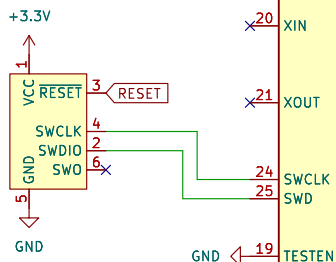 +3.3V
20
XIN
1
VCC
RESET
3
RESET
21
XOUT
SWCLK
4
SWDIO
2
SWO
6
GND
5
24
SWCLK
25
SWD
GND
GND
19
TESTEN